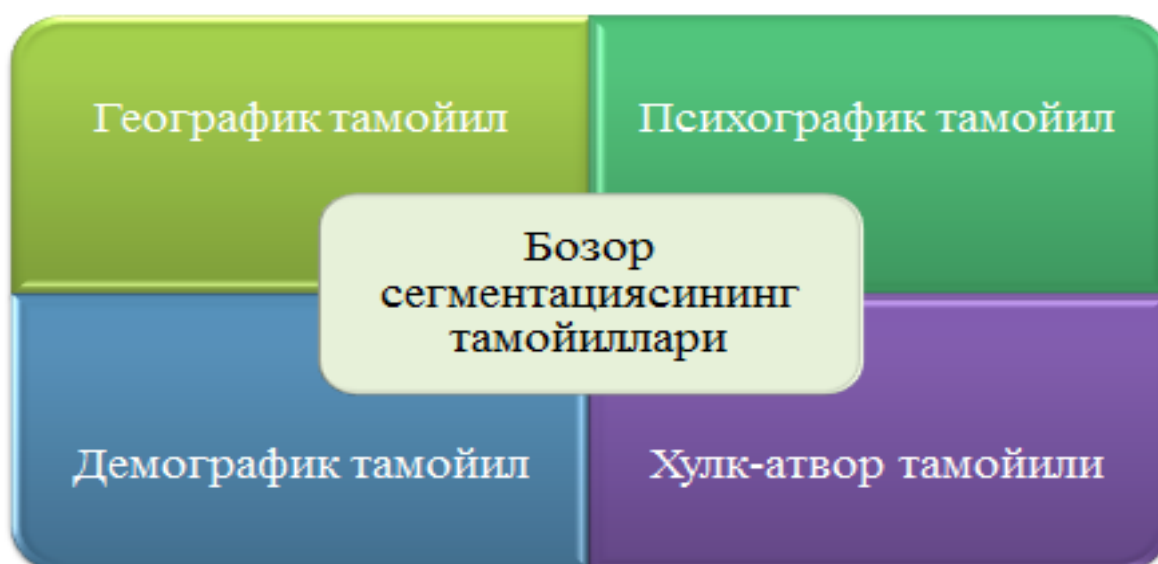 Географик тамойил
Психографик тамойил
Бозор
сегментациясининг
тамойиллари
Демографик тамойил
Хулк-атвор тамойили